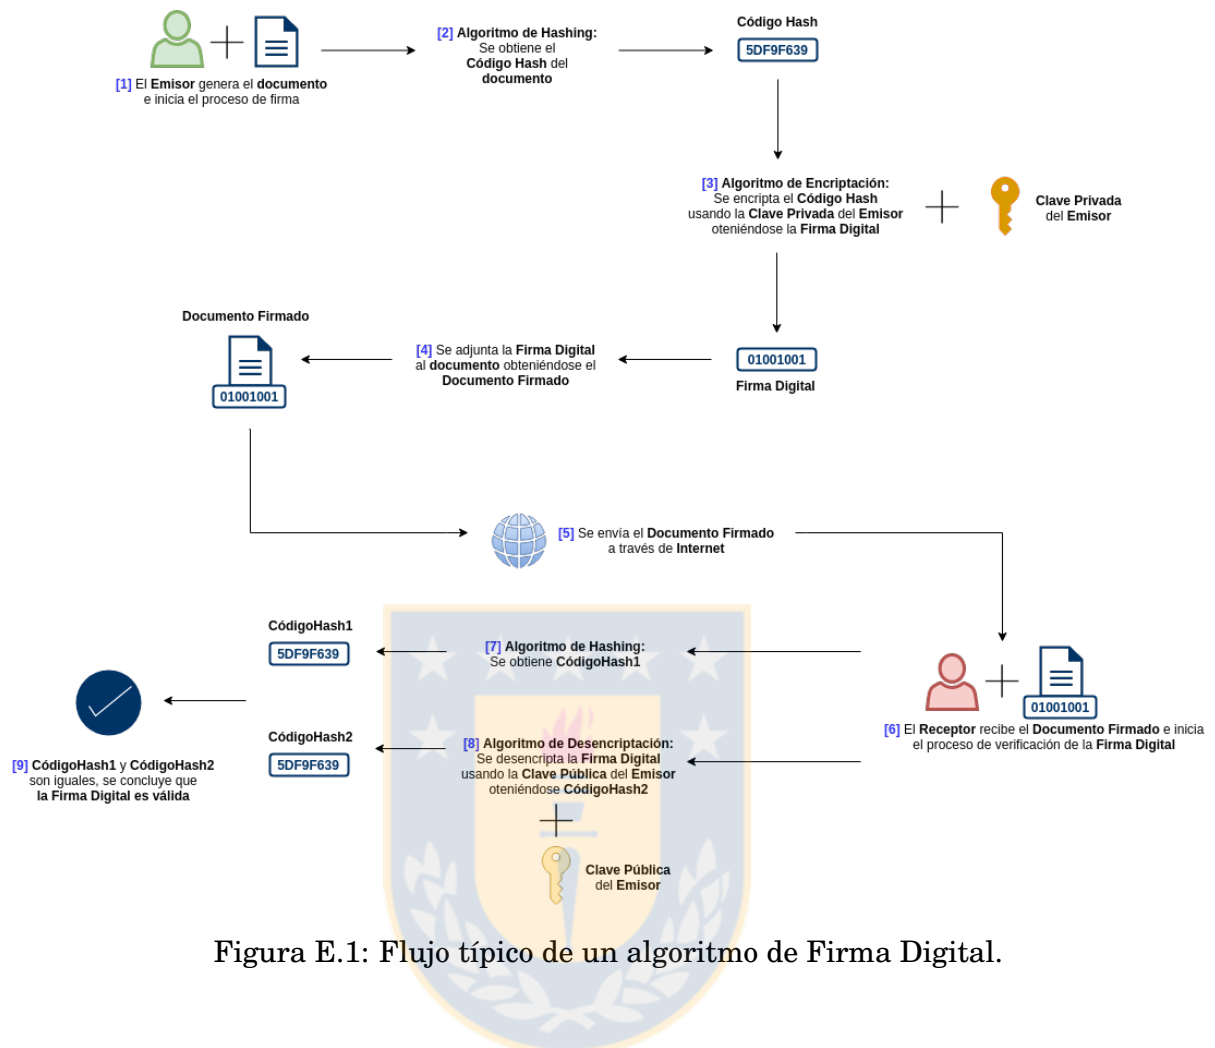 [1] El Emisor genera el documento
e inicia el proceso de firma
[2] Algoritmo de Hashing:
Se obtiene el
Código Hash del
documento
Código Hash
5DF9F639
[3] Algoritmo de Encriptación:
Se encripta el Código Hash
usando la Clave Privada del Emisor
oteniéndose la Firma Digital
Clave Privada
del Emisor
01001001
Firma Digital
[4] Se adjunta la Firma Digital
al documento obteniéndose el
Documento Firmado
Documento Firmado
01001001
[5] Se envía el Documento Firmado
a través de Internet
01001001
[6] El Receptor recibe el Documento Firmado e inicia
el proceso de verificación de la Firma Digital
[7] Algoritmo de Hashing:
Se obtiene CódigoHash1
CódigoHash1
5DF9F639
[8] Algoritmo de Desencriptación:
Se desencripta la Firma Digital
usando la Clave Pública del Emisor
oteniéndose CódigoHash2
Clave Pública
del Emisor
CódigoHash2
5DF9F639
[9] CódigoHash1 y CódigoHash2
son iguales, se concluye que
la Firma Digital es válida
Figura E.1: Flujo típico de un algoritmo de Firma Digital.